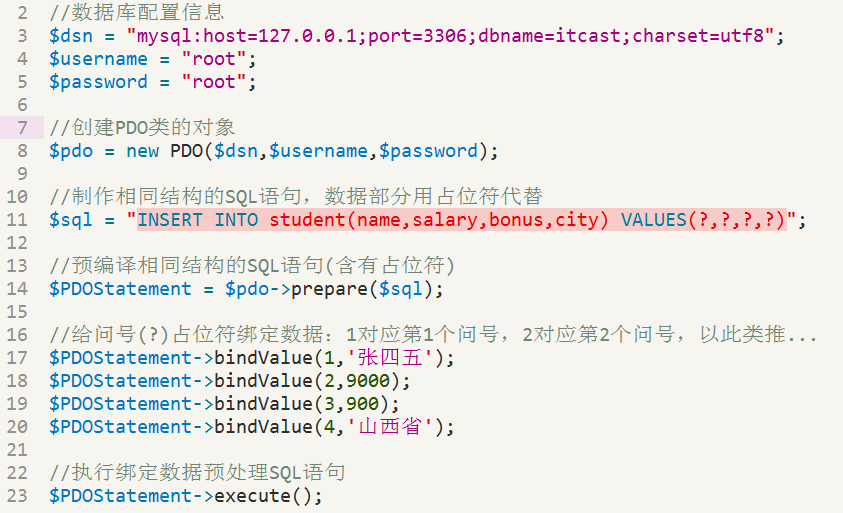 2 //数据库配置信息
3 $dsn = "mysql:host=127.0.0.1;port=3306;dbname=itcast;charset=utf8";
4 $username = "root";
5 $password = "root";
6
7 //创建PDO类的对象
8 $pdo = new PDO($dsn,$username,$password);
9
10 //制作相同结构的SQL语句，数据部分用占位符代替
11 $sql = "INSERT INTO student(name,salary,bonus,city) VALUES(?,?,?,?)";
12
13 //预编译相同结构的SQL语句(含有占位符)
14 $PDOStatement = $pdo->prepare($sql);
15
16 //给问号(?)占位符绑定数据：1对应第1个问号，2对应第2个问号，以此类推...
17 $PDOStatement->bindValue(1,'张四五');
18 $PDOStatement->bindValue(2,9000);
19 $PDOStatement->bindValue(3,900);
20 $PDOStatement->bindValue(4,'山西省');
21
22 //执行绑定数据预处理SQL语句
23 $PDOStatement->execute();